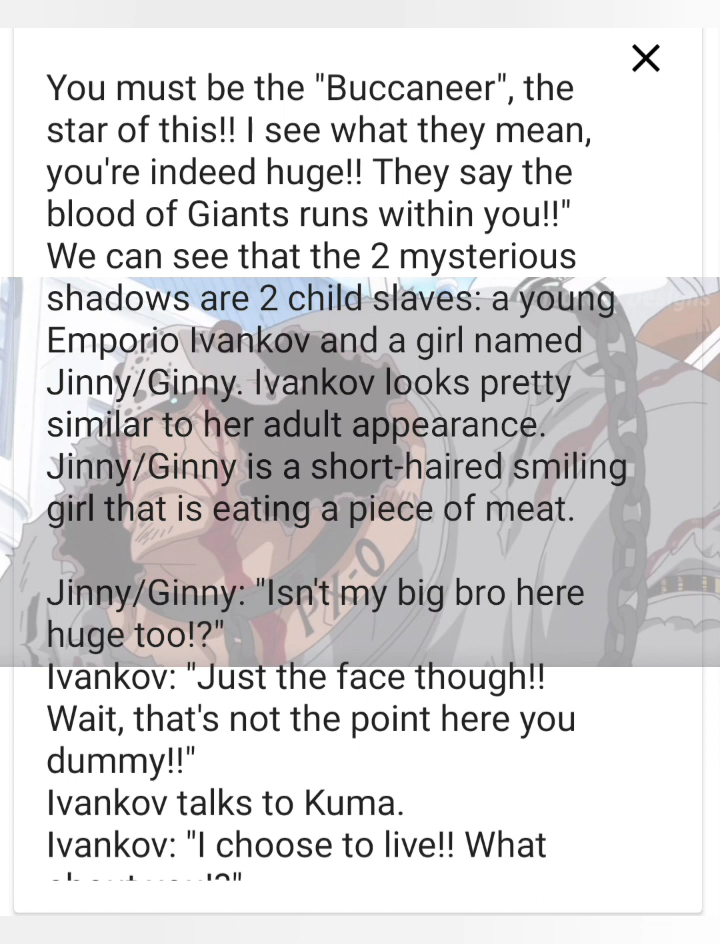 You must be the "Buccaneer", the
star of this!! I see what they mean,
you're indeed huge!! They say the
blood of Giants runs within you!!"
We can see that the 2 mysterious
shadows are 2 child slaves: a young
Emporio Ivankov and a girl named
Jinny/Ginny. Ivankov looks pretty
similar to her adult appearance.
Jinny/Ginny is a short-haired smiling
girl that is eating a piece of meat.
Jinny/Ginny: "Isn't my big bro here
huge too!?"
Ivankov: "Just the face though!!
Wait, that's not the point here you
dummy!!"
Ivankov talks to Kuma.
Ivankov: "I choose to live!! What
about you!?"
PX-0